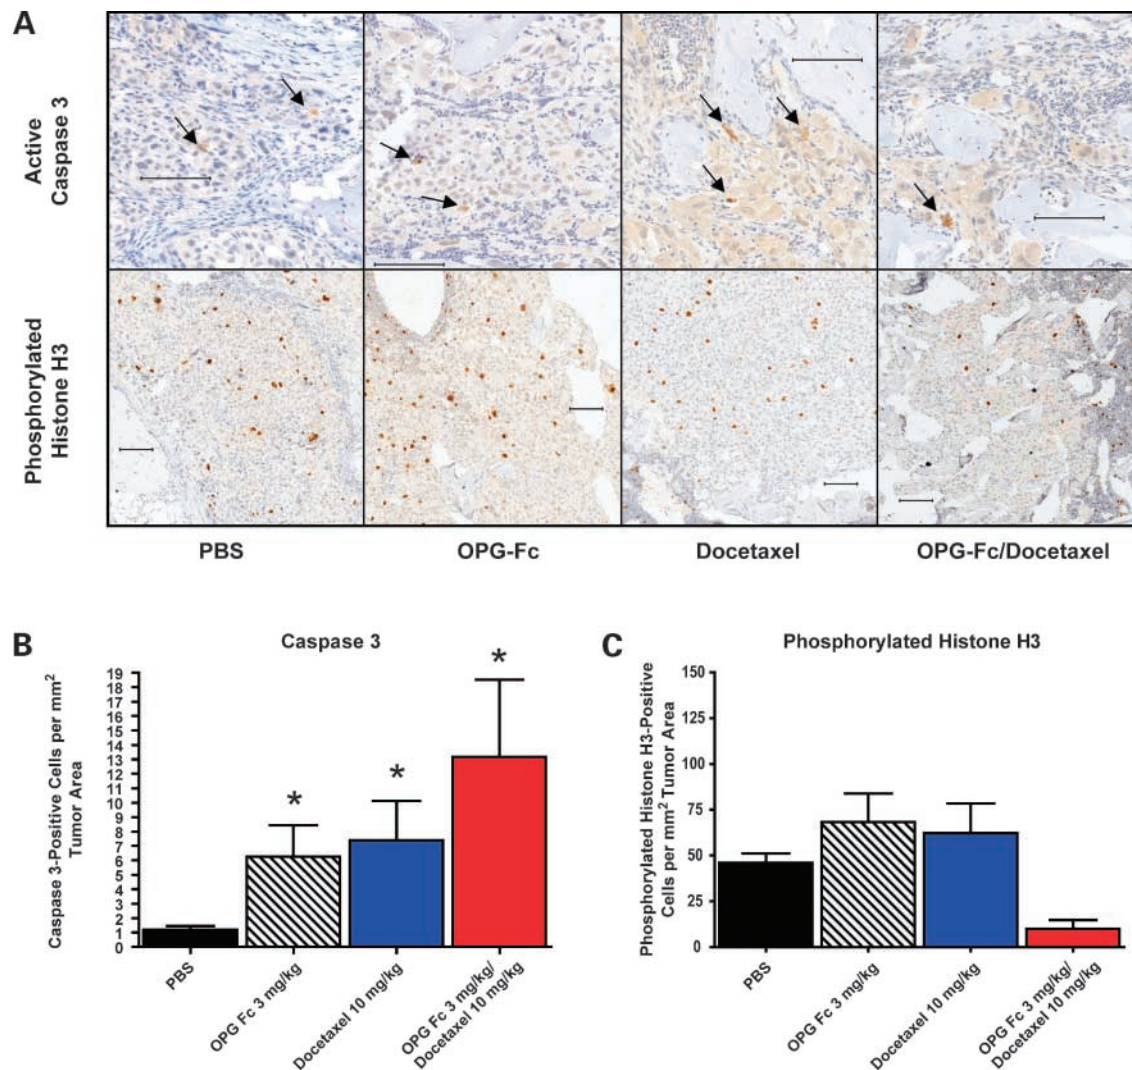 A
Active
Caspase 3
Phosphorylated
Histone H3
PBS
OPG-Fc
Docetaxel
OPG-Fc/Docetaxel
B
Caspase 3
Caspase 3-Positive Cells per mm2
Tumor Area
19
18
17
16
15
14
13
12
11
10
9
8
7
6
5
4
3
2
1
0
*
*
*
PBS
OPG Fc 3 mg/kg
Docetaxel 10 mg/kg
OPG Fc 3 mg/kg/
Docetaxel 10 mg/kg
C
Phosphorylated Histone H3
Phosphorylated Histone H3-Positive
Cells per mm2 Tumor Area
150
125
100
75
50
25
0
PBS
OPG Fc 3 mg/kg
Docetaxel 10 mg/kg
OPG Fc 3 mg/kg/
Docetaxel 10 mg/kg